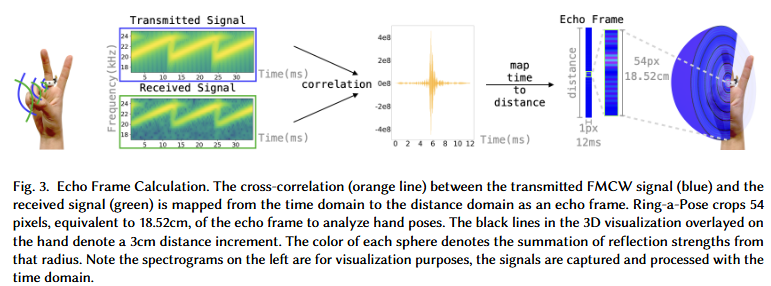 Transmitted Signal
Frequency(kHz)
24
22
20
18
5 10 15 20 25 30
Time(ms)
Received Signal
24
22
20
18
5 10 15 20 25 30
Time(ms)
correlation
4e8
2e8
0e8
-2e8
-4e8
0 2 4 6 8 10 12
Time(ms)
map
time
to
distance
Echo Frame
distance
54px
18.52cm
1px
12ms
Fig. 3. Echo Frame Calculation. The cross-correlation (orange line) between the transmitted FMCW signal (blue) and the
received signal (green) is mapped from the time domain to the distance domain as an echo frame. Ring-a-Pose crops 54
pixels, equivalent to 18.52cm, of the echo frame to analyze hand poses. The black lines in the 3D visualization overlayed on
the hand denote a 3cm distance increment. The color of each sphere denotes the summation of reflection strengths from
that radius. Note the spectrograms on the left are for visualization purposes, the signals are captured and processed with the
time domain.